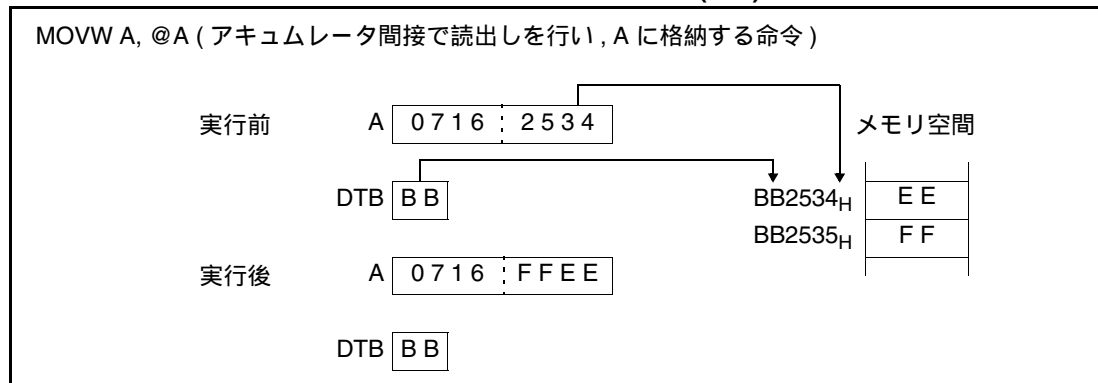 MOVW A, @A ( アキュムレータ間接で読出しを行い , A に格納する命令 )
実行前 A 0716 2534 メモリ空間
DTB BB BB2534H EE
BB2535H FF
実行後 A 0716 FFEE
DTB BB